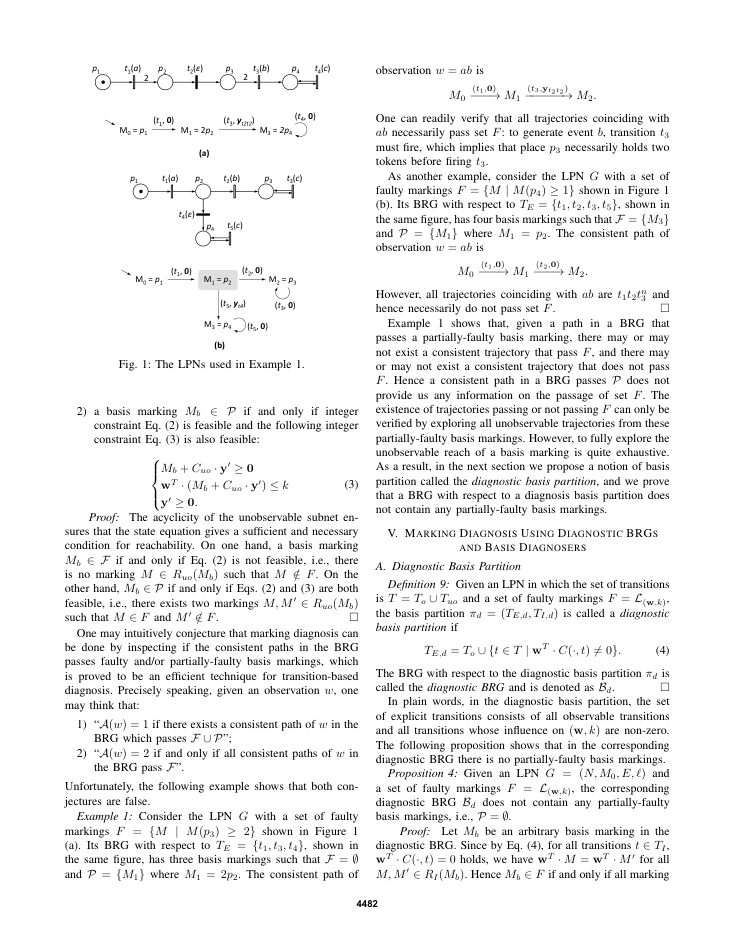 p1 t1(a) 2 p2 t2(ε) p3 2 t3(b) p4 t4(c)
M0 = p1 (t1, 0) M1 = 2p2 (t3, yt2t2) M3 = 2p4 (t4, 0)
(a)
p1 t1(a) p2 t2(b) p3 t3(c)
t4(ε)
p4 t5(c)
M0 = p1 (t1, 0) M1 = p2 (t2, 0) M2 = p3
(t5, yt4) (t3, 0)
M3 = p4 (t5, 0)
(b)
Fig. 1: The LPNs used in Example 1.
2) a basis marking Mb ∈ P if and only if integer
constraint Eq. (2) is feasible and the following integer
constraint Eq. (3) is also feasible:
Mb + Cuo · y′ ≥ 0
wT · (Mb + Cuo · y′) ≤ k (3)
y′ ≥ 0.
Proof: The acyclicity of the unobservable subnet en-
sures that the state equation gives a sufficient and necessary
condition for reachability. On one hand, a basis marking
Mb ∈ F if and only if Eq. (2) is not feasible, i.e., there
is no marking M ∈ Ruo(Mb) such that M ∉ F. On the
other hand, Mb ∈ P if and only if Eqs. (2) and (3) are both
feasible, i.e., there exists two markings M, M′ ∈ Ruo(Mb)
such that M ∈ F and M′ ∉ F. □
One may intuitively conjecture that marking diagnosis can
be done by inspecting if the consistent paths in the BRG
passes faulty and/or partially-faulty basis markings, which
is proved to be an efficient technique for transition-based
diagnosis. Precisely speaking, given an observation w, one
may think that:
1) “A(w) = 1 if there exists a consistent path of w in the
BRG which passes F ∪ P”;
2) “A(w) = 2 if and only if all consistent paths of w in
the BRG pass F”.
Unfortunately, the following example shows that both con-
jectures are false.
Example 1: Consider the LPN G with a set of faulty
markings F = {M | M(p3) ≥ 2} shown in Figure 1
(a). Its BRG with respect to TE = {t1, t3, t4}, shown in
the same figure, has three basis markings such that F = ∅
and P = {M1} where M1 = 2p2. The consistent path of
observation w = ab is
M0 (t1,0)⟶ M1 (t3,yt2t2)⟶ M2.
One can readily verify that all trajectories coinciding with
ab necessarily pass set F: to generate event b, transition t3
must fire, which implies that place p3 necessarily holds two
tokens before firing t3.
As another example, consider the LPN G with a set of
faulty markings F = {M | M(p4) ≥ 1} shown in Figure 1
(b). Its BRG with respect to TE = {t1, t2, t3, t5}, shown in
the same figure, has four basis markings such that F = {M3}
and P = {M1} where M1 = p2. The consistent path of
observation w = ab is
M0 (t1,0)⟶ M1 (t2,0)⟶ M2.
However, all trajectories coinciding with ab are t1t2t3^n and
hence necessarily do not pass set F. □
Example 1 shows that, given a path in a BRG that
passes a partially-faulty basis marking, there may or may
not exist a consistent trajectory that pass F, and there may
or may not exist a consistent trajectory that does not pass
F. Hence a consistent path in a BRG passes P does not
provide us any information on the passage of set F. The
existence of trajectories passing or not passing F can only be
verified by exploring all unobservable trajectories from these
partially-faulty basis markings. However, to fully explore the
unobservable reach of a basis marking is quite exhaustive.
As a result, in the next section we propose a notion of basis
partition called the diagnostic basis partition, and we prove
that a BRG with respect to a diagnosis basis partition does
not contain any partially-faulty basis markings.
V. MARKING DIAGNOSIS USING DIAGNOSTIC BRGS
AND BASIS DIAGNOSERS
A. Diagnostic Basis Partition
Definition 9: Given an LPN in which the set of transitions
is T = To ∪ Tuo and a set of faulty markings F = L(w,k),
the basis partition πd = (TE,d, TI,d) is called a diagnostic
basis partition if
TE,d = To ∪ {t ∈ T | wT · C(·, t) ≠ 0}. (4)
The BRG with respect to the diagnostic basis partition πd is
called the diagnostic BRG and is denoted as Bd. □
In plain words, in the diagnostic basis partition, the set
of explicit transitions consists of all observable transitions
and all transitions whose influence on (w, k) are non-zero.
The following proposition shows that in the corresponding
diagnostic BRG there is no partially-faulty basis markings.
Proposition 4: Given an LPN G = (N, M0, E, ℓ) and
a set of faulty markings F = L(w,k), the corresponding
diagnostic BRG Bd does not contain any partially-faulty
basis markings, i.e., P = ∅.
Proof: Let Mb be an arbitrary basis marking in the
diagnostic BRG. Since by Eq. (4), for all transitions t ∈ TI,
wT · C(·, t) = 0 holds, we have wT · M = wT · M′ for all
M, M′ ∈ RI(Mb). Hence Mb ∈ F if and only if all marking
4482